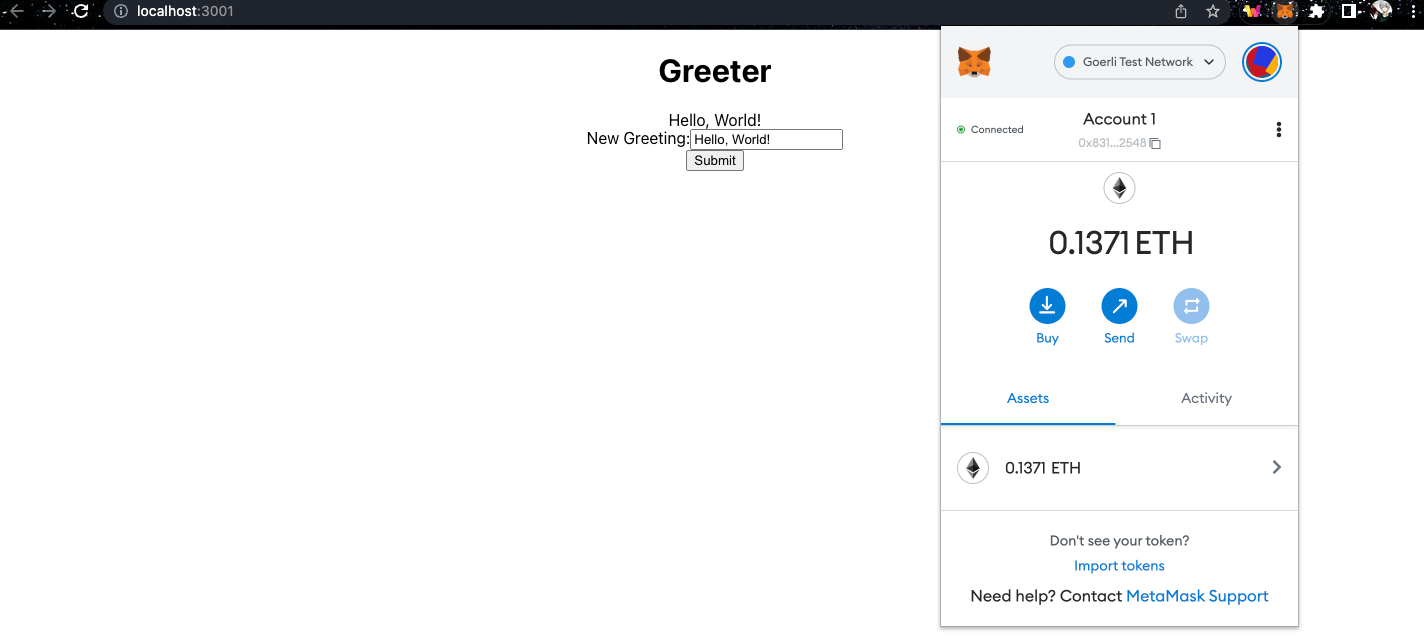 localhost:3001
Greeter
Hello, World!
New Greeting: Hello, World!
Submit
Goerli Test Network
Connected
Account 1
0x831...2548
0.1371 ETH
Buy Send Swap
Assets Activity
0.1371 ETH
Don't see your token?
Import tokens
Need help? Contact MetaMask Support